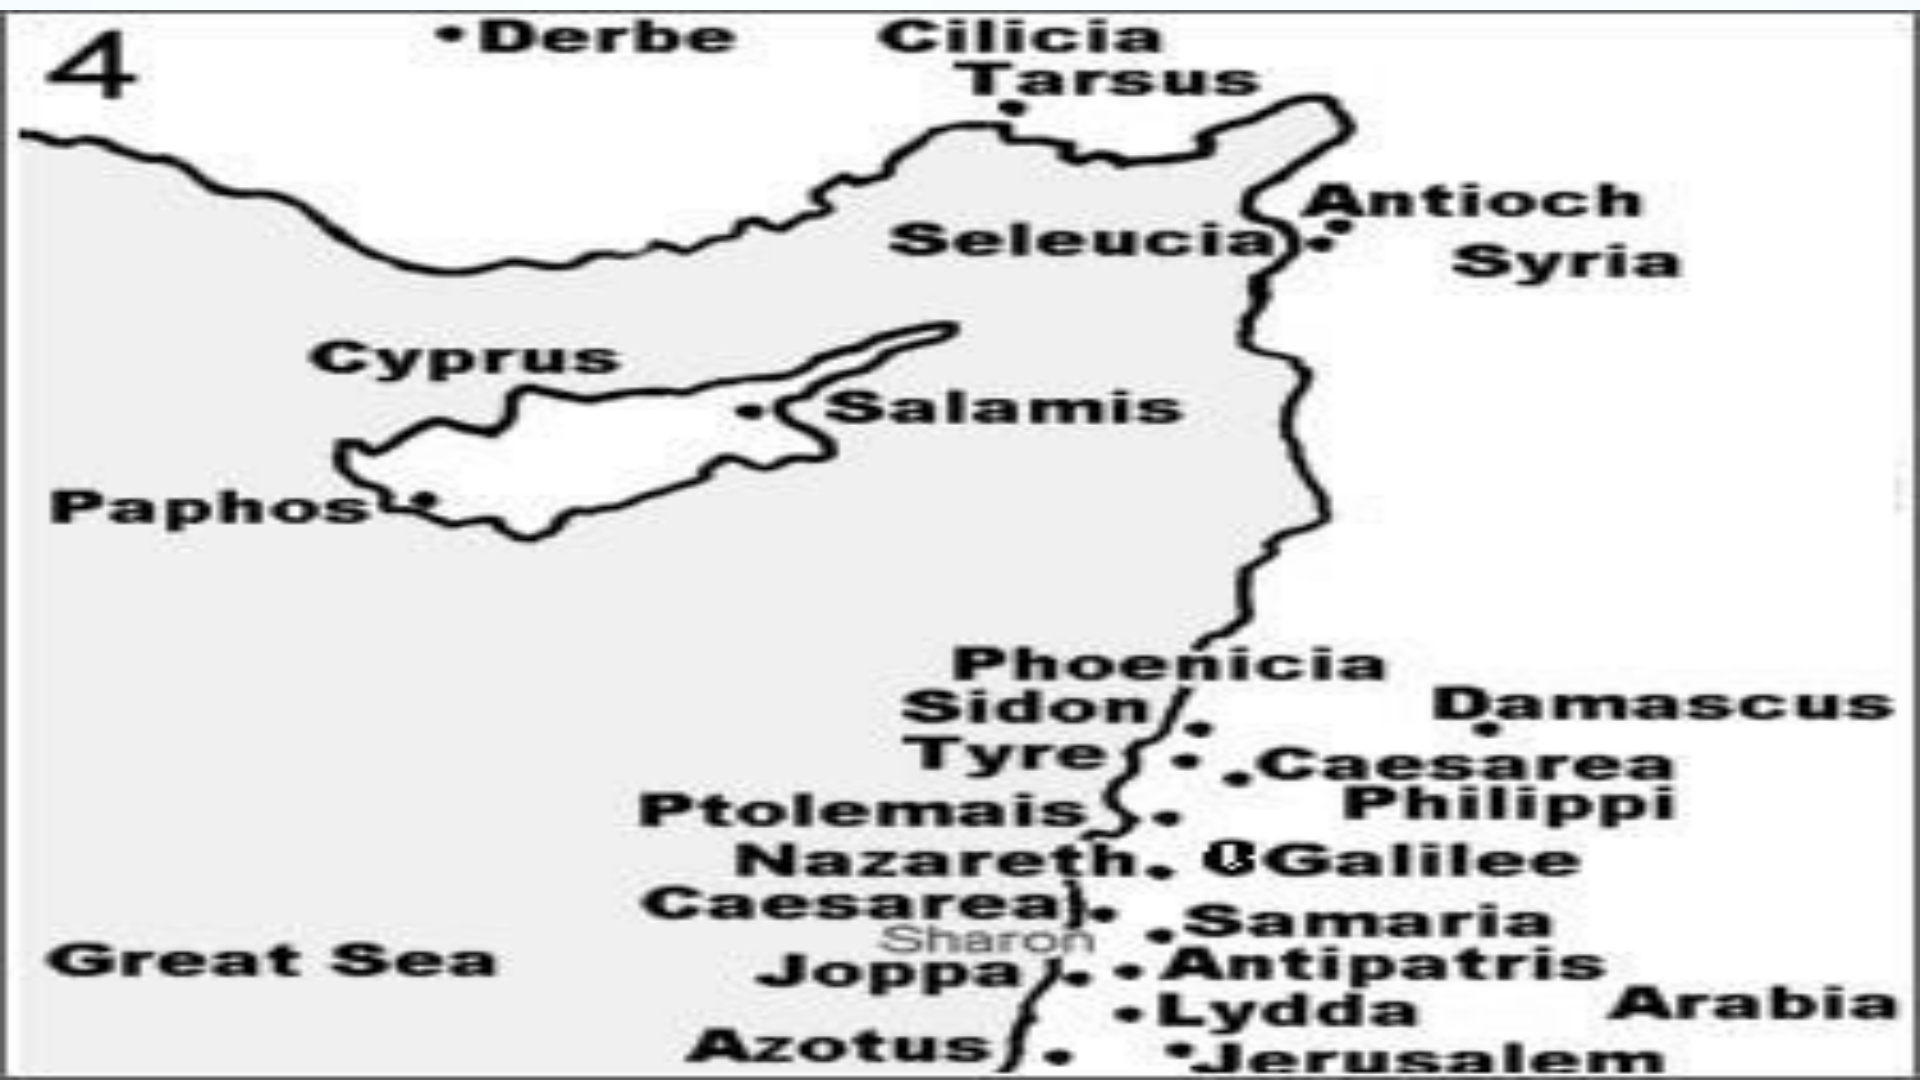 4
Derbe
Cilicia
Tarsus
Antioch
Seleucia
Syria
Cyprus
Salamis
Paphos
Phoenicia
Sidon
Damascus
Tyre
Caesarea
Philippi
Ptolemais
Nazareth
Galilee
Caesarea
Samaria
Sharon
Great Sea
Joppa
Antipatris
Lydda
Arabia
Azotus
Jerusalem